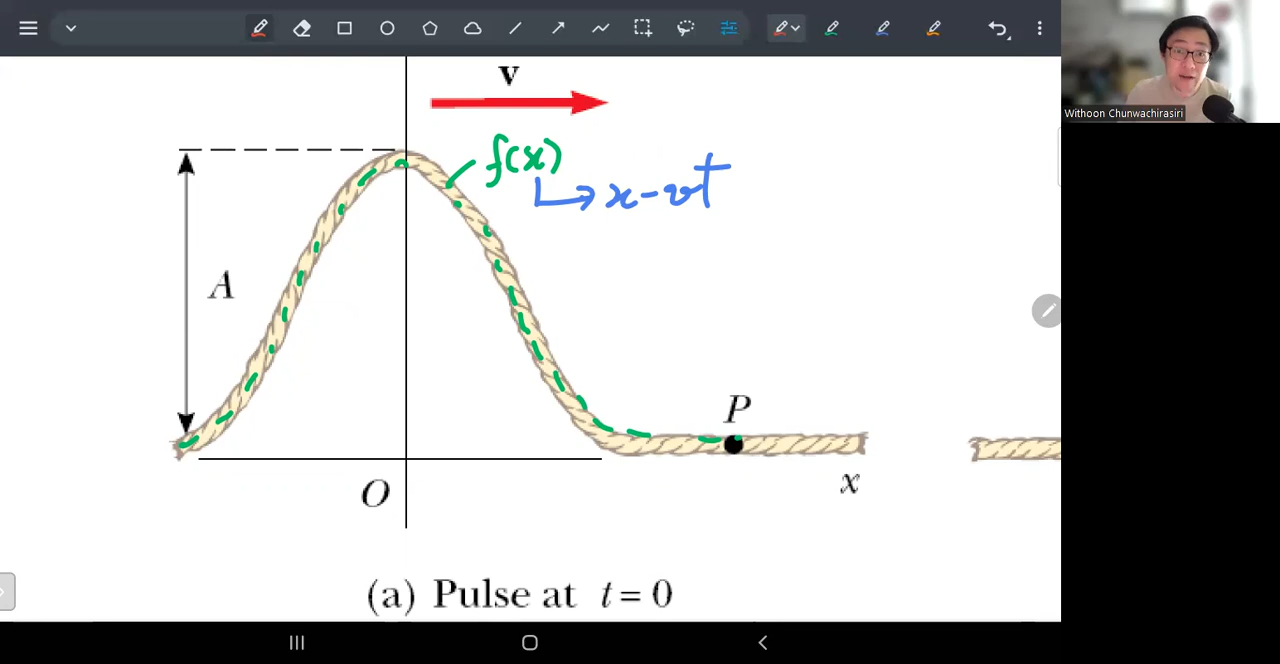 v
Withoon Chunwachirasiri
f(x)
↳ x-vt
A
P
O
x
(a) Pulse at t = 0